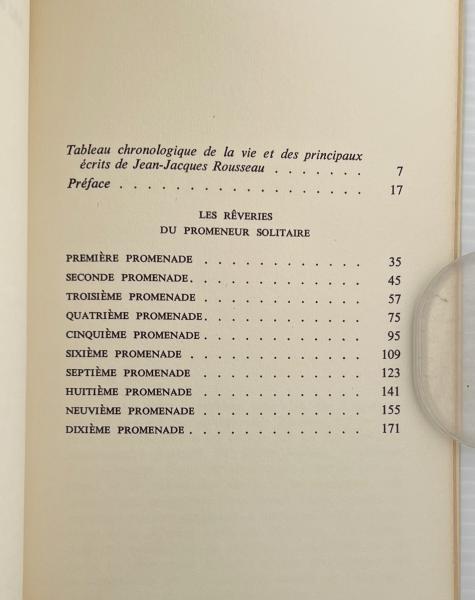 Tableau chronologique de la vie et des principaux
écrits de Jean-Jacques Rousseau . . . . . . . 7
Préface . . . . . . . . . . . . . . . . . . 17
LES RÊVERIES
DU PROMENEUR SOLITAIRE
PREMIÈRE PROMENADE . . . . . . . . . . . . 35
SECONDE PROMENADE. . . . . . . . . . . . . 45
TROISIÈME PROMENADE . . . . . . . . . . . . 57
QUATRIÈME PROMENADE. . . . . . . . . . . . 75
CINQUIÈME PROMENADE . . . . . . . . . . . . 95
SIXIÈME PROMENADE . . . . . . . . . . . . . 109
SEPTIÈME PROMENADE . . . . . . . . . . . . 123
HUITIÈME PROMENADE . . . . . . . . . . . . 141
NEUVIÈME PROMENADE . . . . . . . . . . . . 155
DIXIÈME PROMENADE . . . . . . . . . . . . . 171